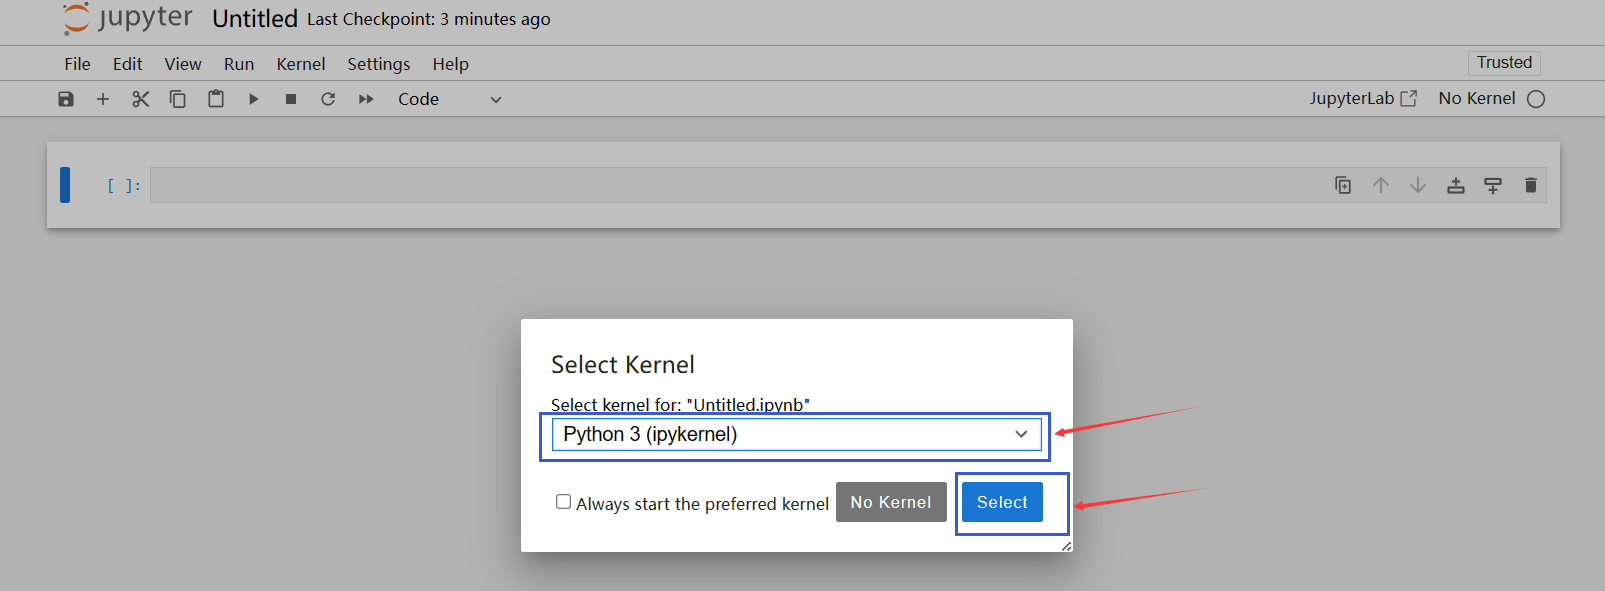 jupyter Untitled Last Checkpoint: 3 minutes ago
File Edit View Run Kernel Settings Help
Trusted
Code
JupyterLab No Kernel
[ ]:
Select Kernel
Select kernel for: "Untitled.ipynb"
Python 3 (ipykernel)
Always start the preferred kernel No Kernel Select